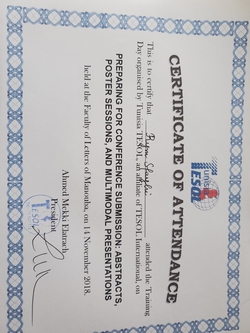 Tunisia
TESOL
CERTIFICATE OF ATTENDANCE
This is to certify that attended the Training
Day organised by Tunisia TESOL, an affiliate of TESOL International, on
PREPARING FOR CONFERENCE SUBMISSION: ABSTRACTS,
POSTER SESSIONS, AND MULTIMODAL PRESENTATIONS
held at the Faculty of Letters of Manouba, on 14 November 2018.
Ahmed Mekki Elatrach
President
TESOL